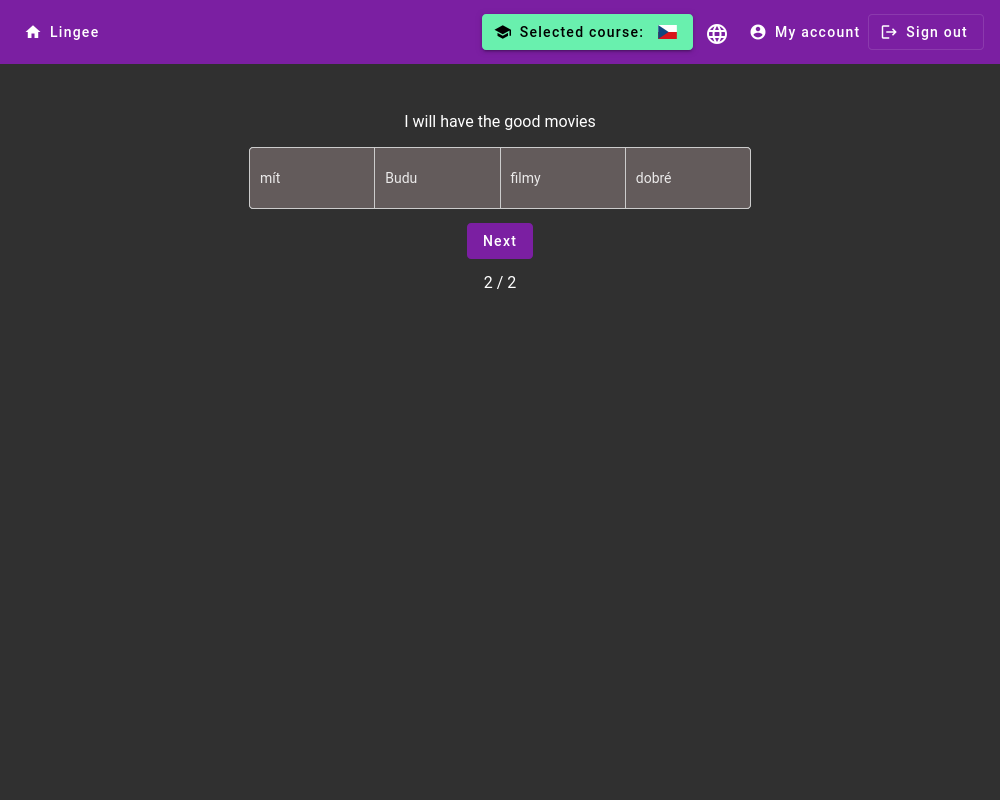 Lingee Selected course: My account Sign out
I will have the good movies
mít Budu filmy dobré
Next
2 / 2